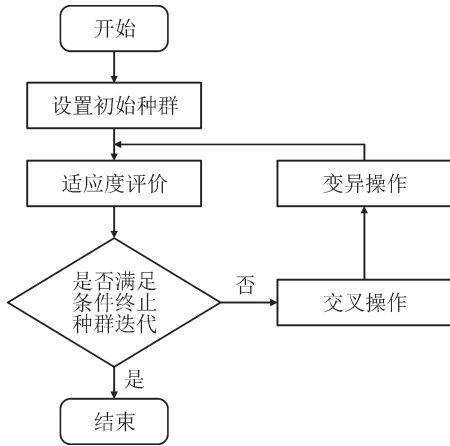 开始
设置初始种群
适应度评价
变异操作
是否满足
条件终止
种群迭代
否
交叉操作
是
结束